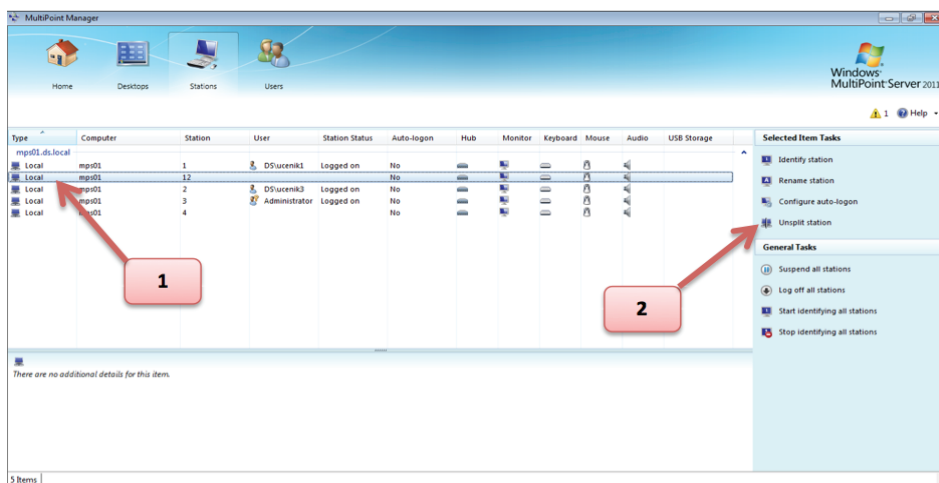 MultiPoint Manager
Home Desktops Stations Users
Windows
MultiPoint Server 2011
1 Help
Type Computer Station User Station Status Auto-logon Hub Monitor Keyboard Mouse Audio USB Storage
mps01.ds.local
Local mps01 1 DS\ucenik1 Logged on No
Local mps01 12 No
Local mps01 2 DS\ucenik3 Logged on No
Local mps01 3 Administrator Logged on No
Local mps01 4 No
1
2
Selected Item Tasks
Identify station
Rename station
Configure auto-logon
Unsplit station
General Tasks
Suspend all stations
Log off all stations
Start identifying all stations
Stop identifying all stations
There are no additional details for this item.
5 Items